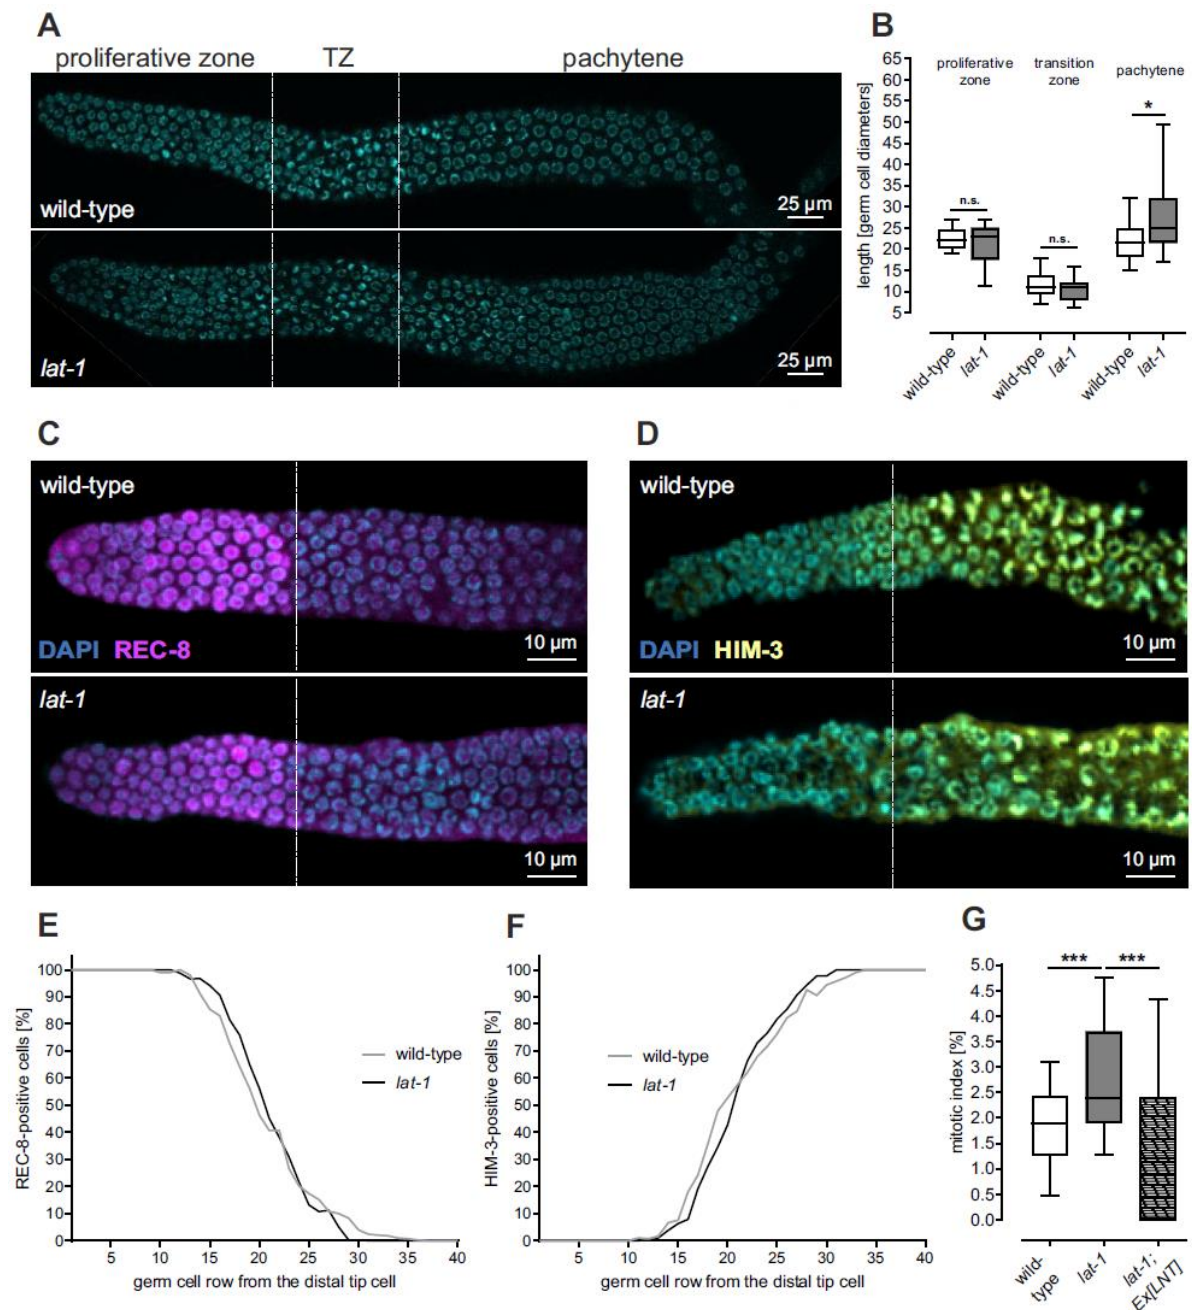 A
proliferative zone TZ pachytene
wild-type
25 µm
lat-1
25 µm
B
length [germ cell diameters]
65
60
55
50
45
40
35
30
25
20
15
10
5
proliferative
zone
transition
zone
pachytene
n.s.
n.s.
*
wild-type
lat-1
wild-type
lat-1
wild-type
lat-1
C
wild-type
DAPI REC-8
10 µm
lat-1
10 µm
D
wild-type
DAPI HIM-3
10 µm
lat-1
10 µm
E
REC-8-positive cells [%]
100
90
80
70
60
50
40
30
20
10
0
wild-type
lat-1
5 10 15 20 25 30 35 40
germ cell row from the distal tip cell
F
HIM-3-positive cells [%]
100
90
80
70
60
50
40
30
20
10
0
wild-type
lat-1
5 10 15 20 25 30 35 40
germ cell row from the distal tip cell
G
mitotic index [%]
5.0
4.5
4.0
3.5
3.0
2.5
2.0
1.5
1.0
0.5
0.0
*** ***
wild-
type
lat-1
lat-1;
Ex[LNT]